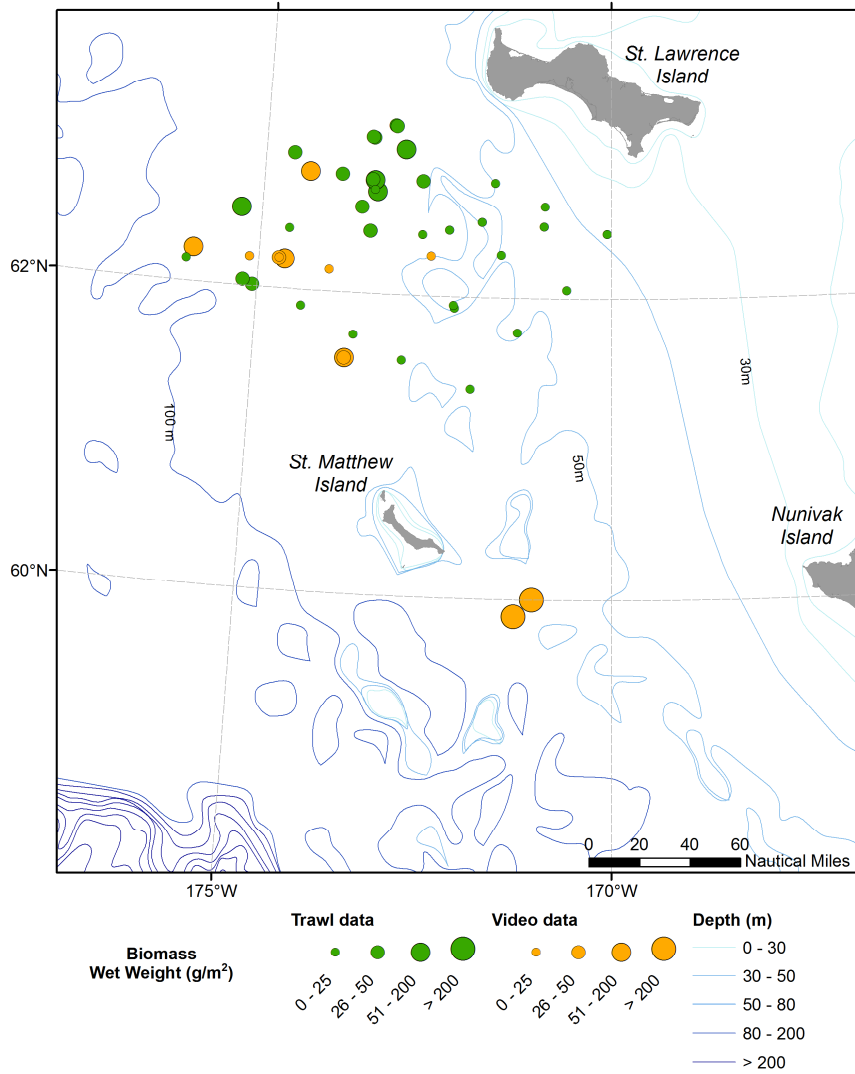 St. Lawrence
Island
62°N
30m
100 m
St. Matthew
Island
50m
Nunivak
Island
60°N
0 20 40 60
Nautical Miles
175°W
170°W
Trawl data
Video data
Depth (m)
Biomass
Wet Weight (g/m²)
0 - 25
26 - 50
51 - 200
> 200
0 - 25
26 - 50
51 - 200
> 200
0 - 30
30 - 50
50 - 80
80 - 200
> 200